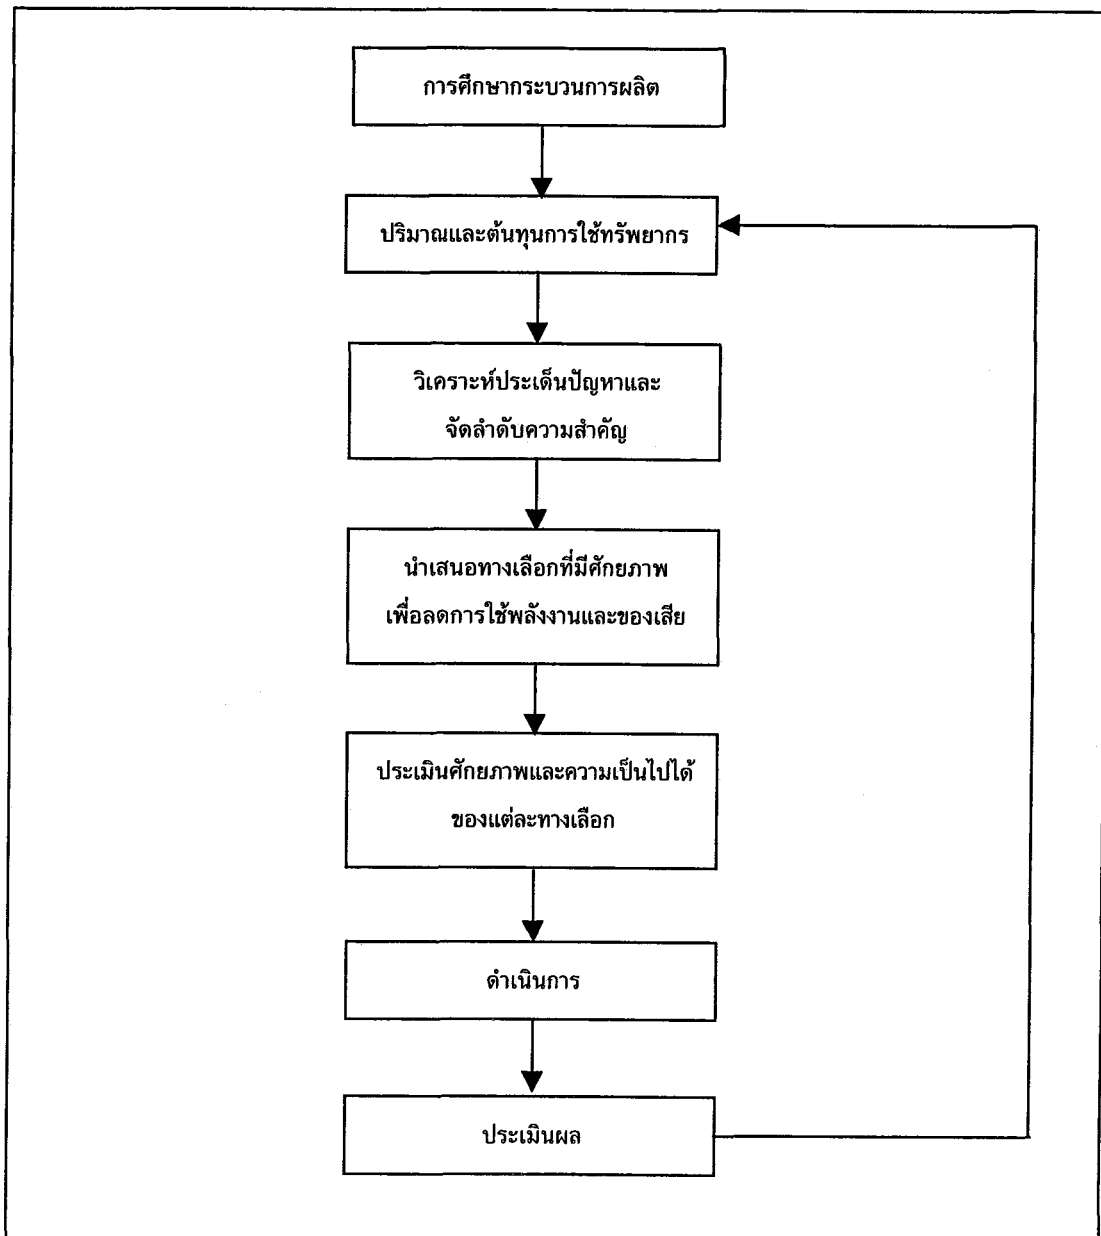 การศึกษากระบวนการผลิต
ปริมาณและต้นทุนการใช้ทรัพยากร
วิเคราะห์ประเด็นปัญหาและ
จัดลำดับความสำคัญ
นำเสนอทางเลือกที่มีศักยภาพ
เพื่อลดการใช้พลังงานและของเสีย
ประเมินศักยภาพและความเป็นไปได้
ของแต่ละทางเลือก
ดำเนินการ
ประเมินผล